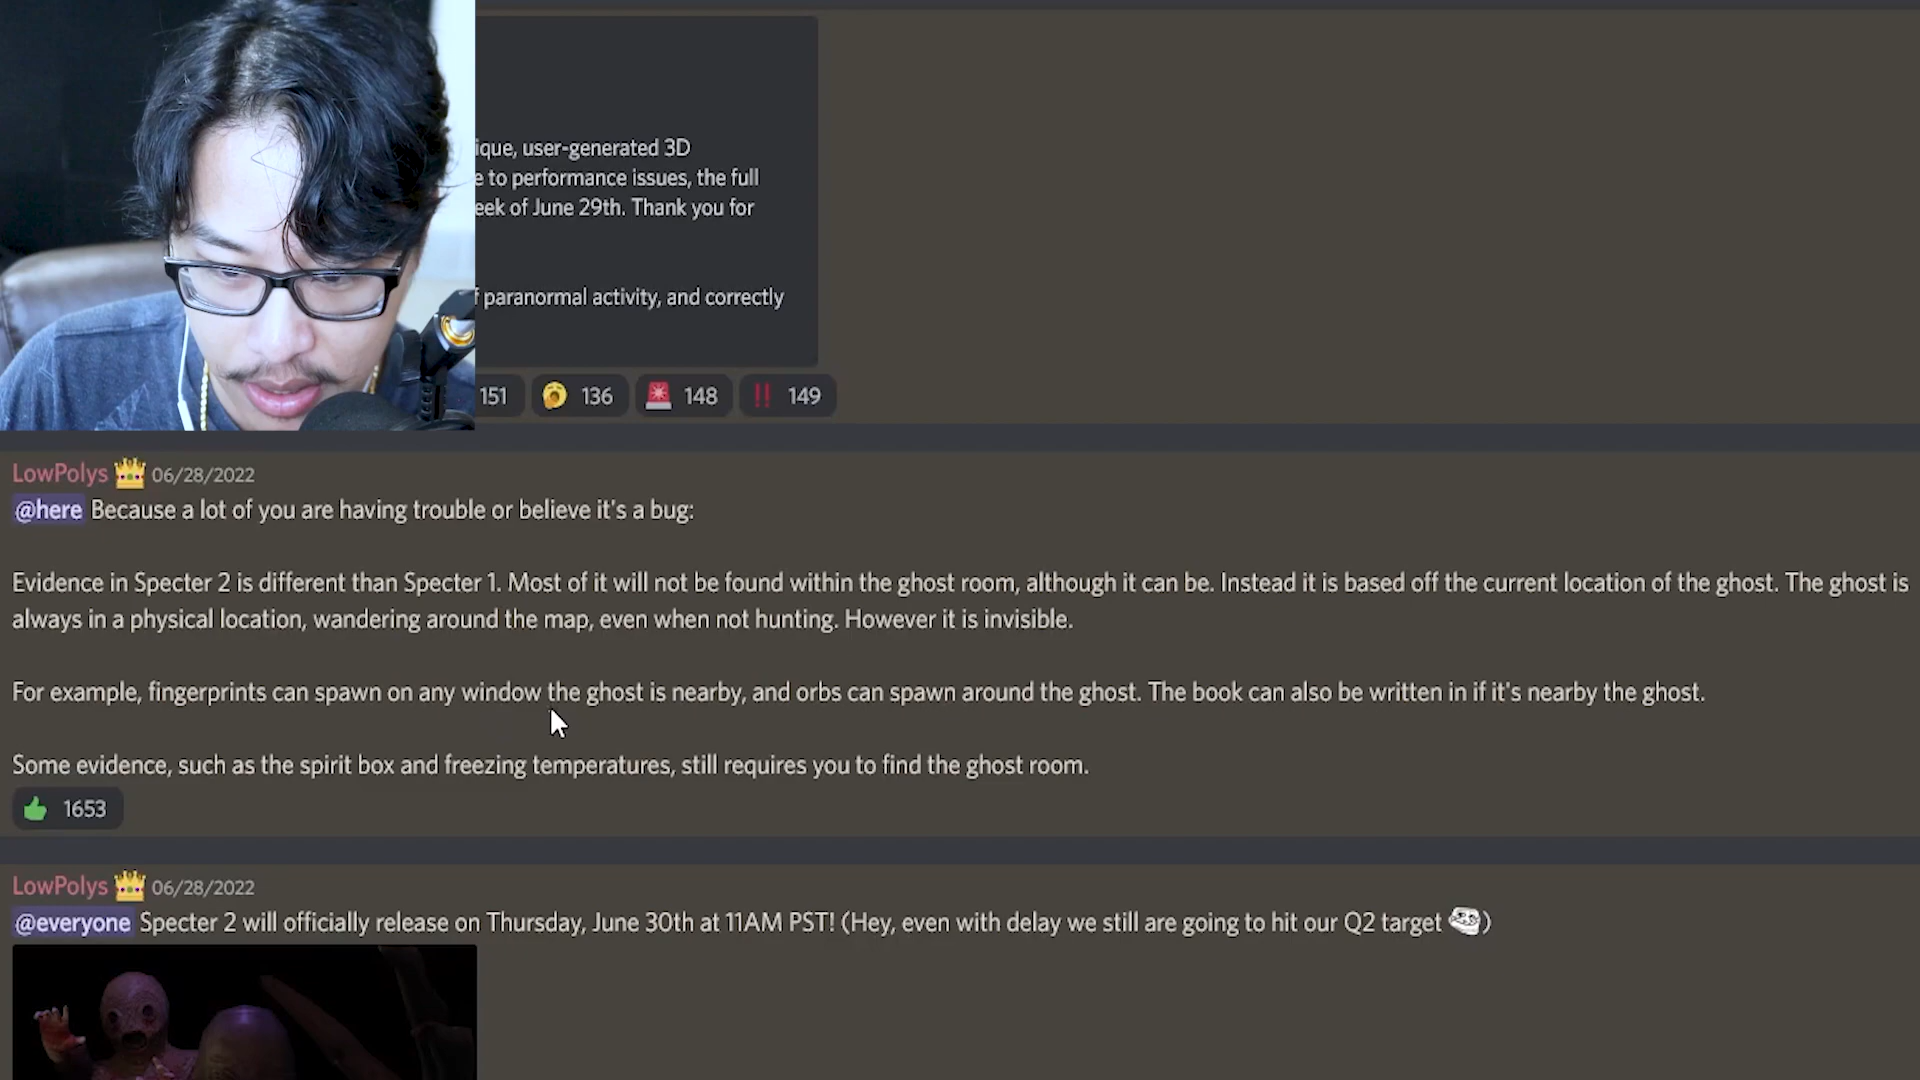 ique, user-generated 3D
e to performance issues, the full
eek of June 29th. Thank you for
f paranormal activity, and correctly
151 136 148 149
LowPolys 06/28/2022
@here Because a lot of you are having trouble or believe it's a bug:
Evidence in Specter 2 is different than Specter 1. Most of it will not be found within the ghost room, although it can be. Instead it is based off the current location of the ghost. The ghost is
always in a physical location, wandering around the map, even when not hunting. However it is invisible.
For example, fingerprints can spawn on any window the ghost is nearby, and orbs can spawn around the ghost. The book can also be written in if it's nearby the ghost.
Some evidence, such as the spirit box and freezing temperatures, still requires you to find the ghost room.
1653
LowPolys 06/28/2022
@everyone Specter 2 will officially release on Thursday, June 30th at 11AM PST! (Hey, even with delay we still are going to hit our Q2 target )